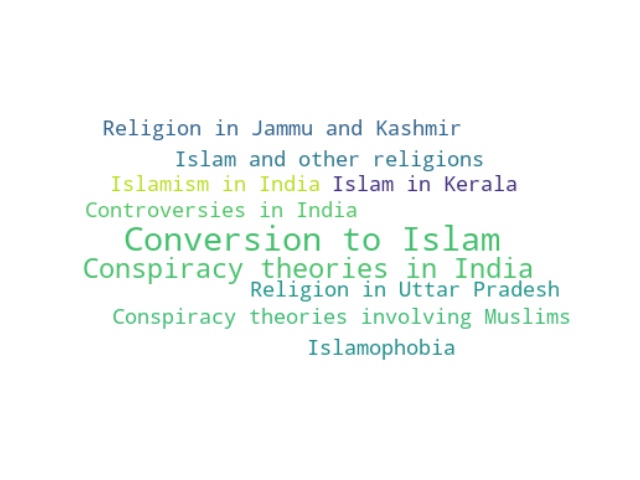 Religion in Jammu and Kashmir
Islam and other religions
Islamism in India Islam in Kerala
Controversies in India
Conversion to Islam
Conspiracy theories in India
Religion in Uttar Pradesh
Conspiracy theories involving Muslims
Islamophobia